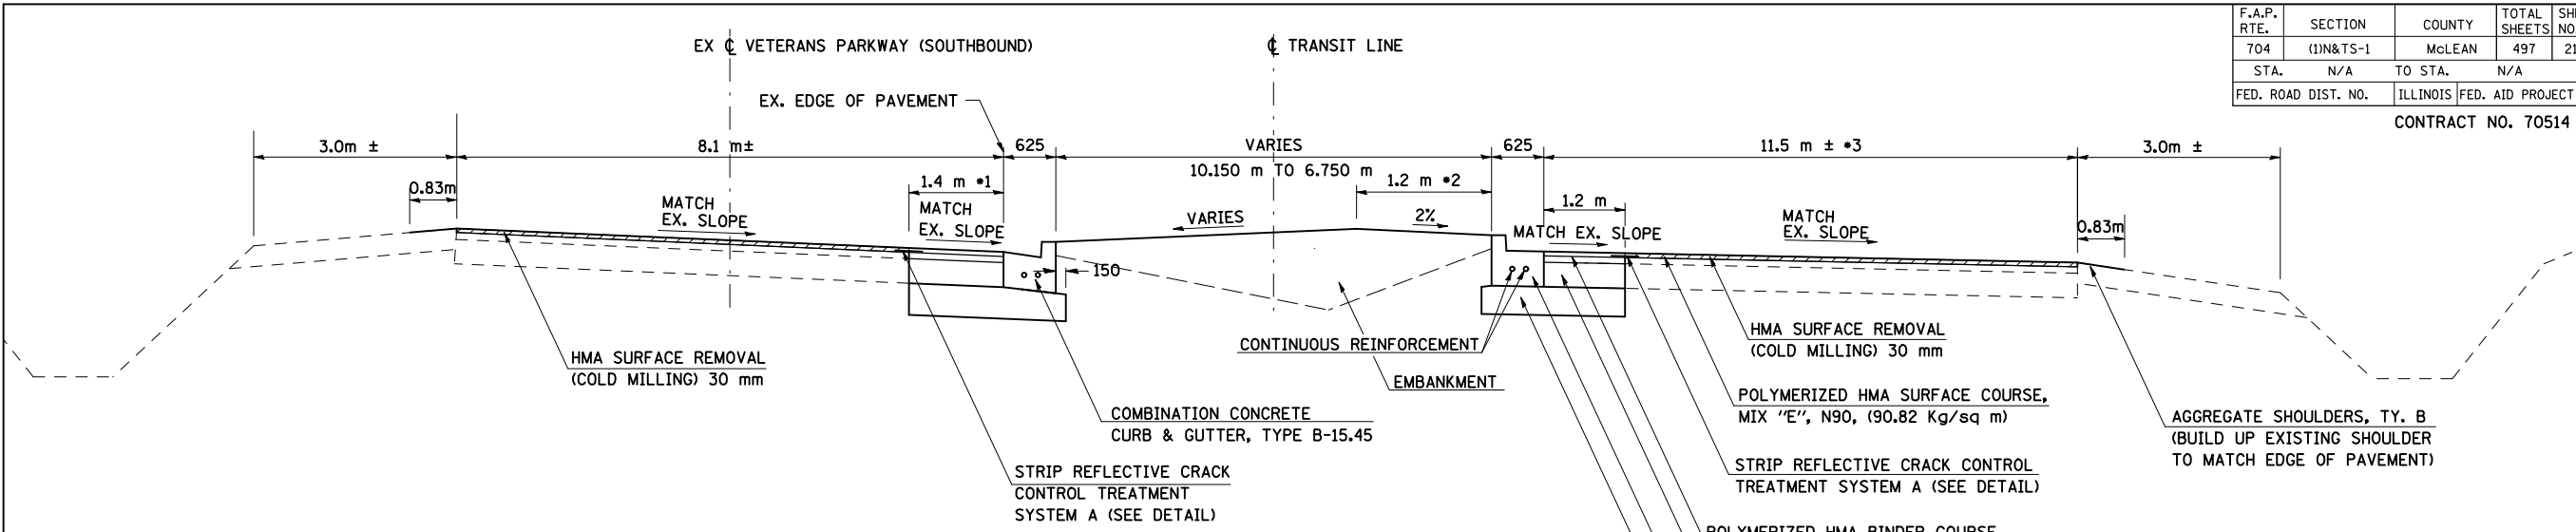 F.A.P. RTE. SECTION COUNTY TOTAL SHEETS
704 (1)N&TS-1 McLEAN 497
STA. N/A TO STA. N/A
FED. ROAD DIST. NO. ILLINOIS FED. AID PROJECT
CONTRACT NO. 70514
EX ℄ VETERANS PARKWAY (SOUTHBOUND)
℄ TRANSIT LINE
EX. EDGE OF PAVEMENT
3.0m ±
8.1 m±
625
VARIES
10.150 m TO 6.750 m
625
11.5 m ± *3
3.0m ±
0.83m
1.4 m *1
1.2 m *2
1.2 m
0.83m
MATCH
EX. SLOPE
MATCH
EX. SLOPE
VARIES
2%
MATCH EX. SLOPE
MATCH
EX. SLOPE
150
HMA SURFACE REMOVAL
(COLD MILLING) 30 mm
CONTINUOUS REINFORCEMENT
EMBANKMENT
COMBINATION CONCRETE
CURB & GUTTER, TYPE B-15.45
STRIP REFLECTIVE CRACK
CONTROL TREATMENT
SYSTEM A (SEE DETAIL)
HMA SURFACE REMOVAL
(COLD MILLING) 30 mm
POLYMERIZED HMA SURFACE COURSE,
MIX "E", N90, (90.82 Kg/sq m)
STRIP REFLECTIVE CRACK CONTROL
TREATMENT SYSTEM A (SEE DETAIL)
AGGREGATE SHOULDERS, TY. B
(BUILD UP EXISTING SHOULDER
TO MATCH EDGE OF PAVEMENT)
POLYMERIZED HMA BINDER COURSE